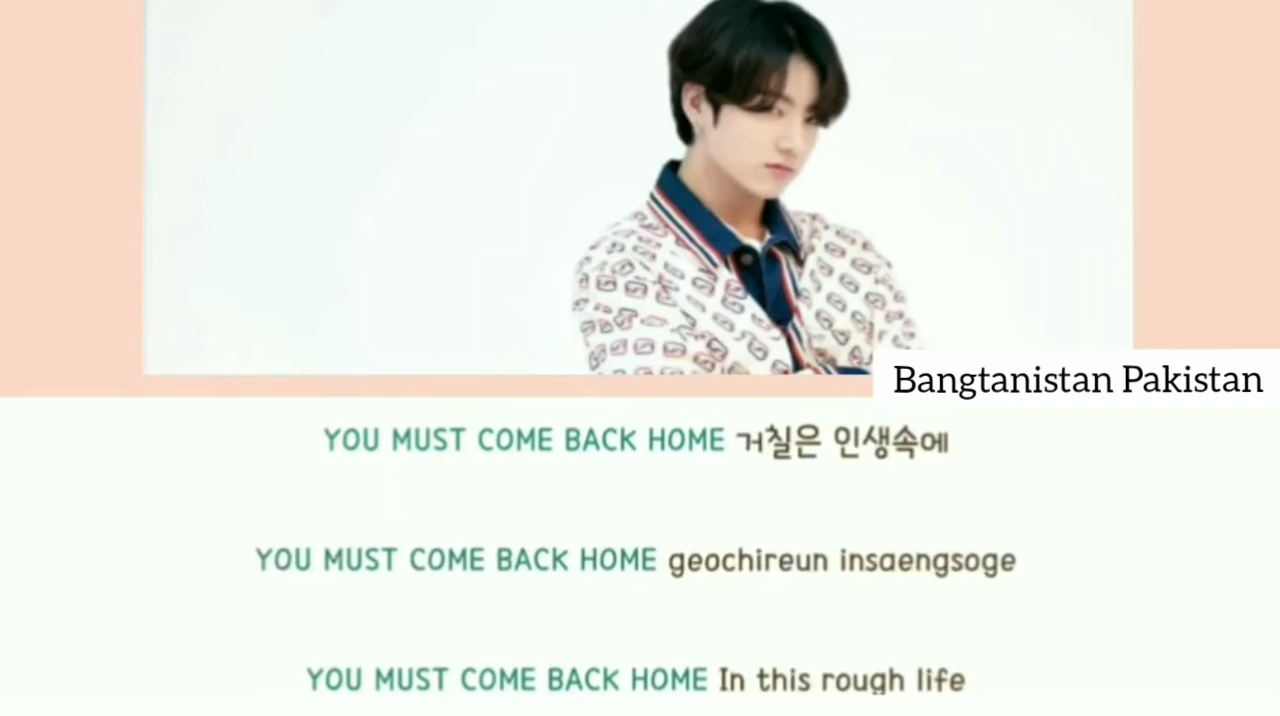 Bangtanistan Pakistan
YOU MUST COME BACK HOME 거칠은 인생속에
YOU MUST COME BACK HOME geochireun insaengsoge
YOU MUST COME BACK HOME In this rough life